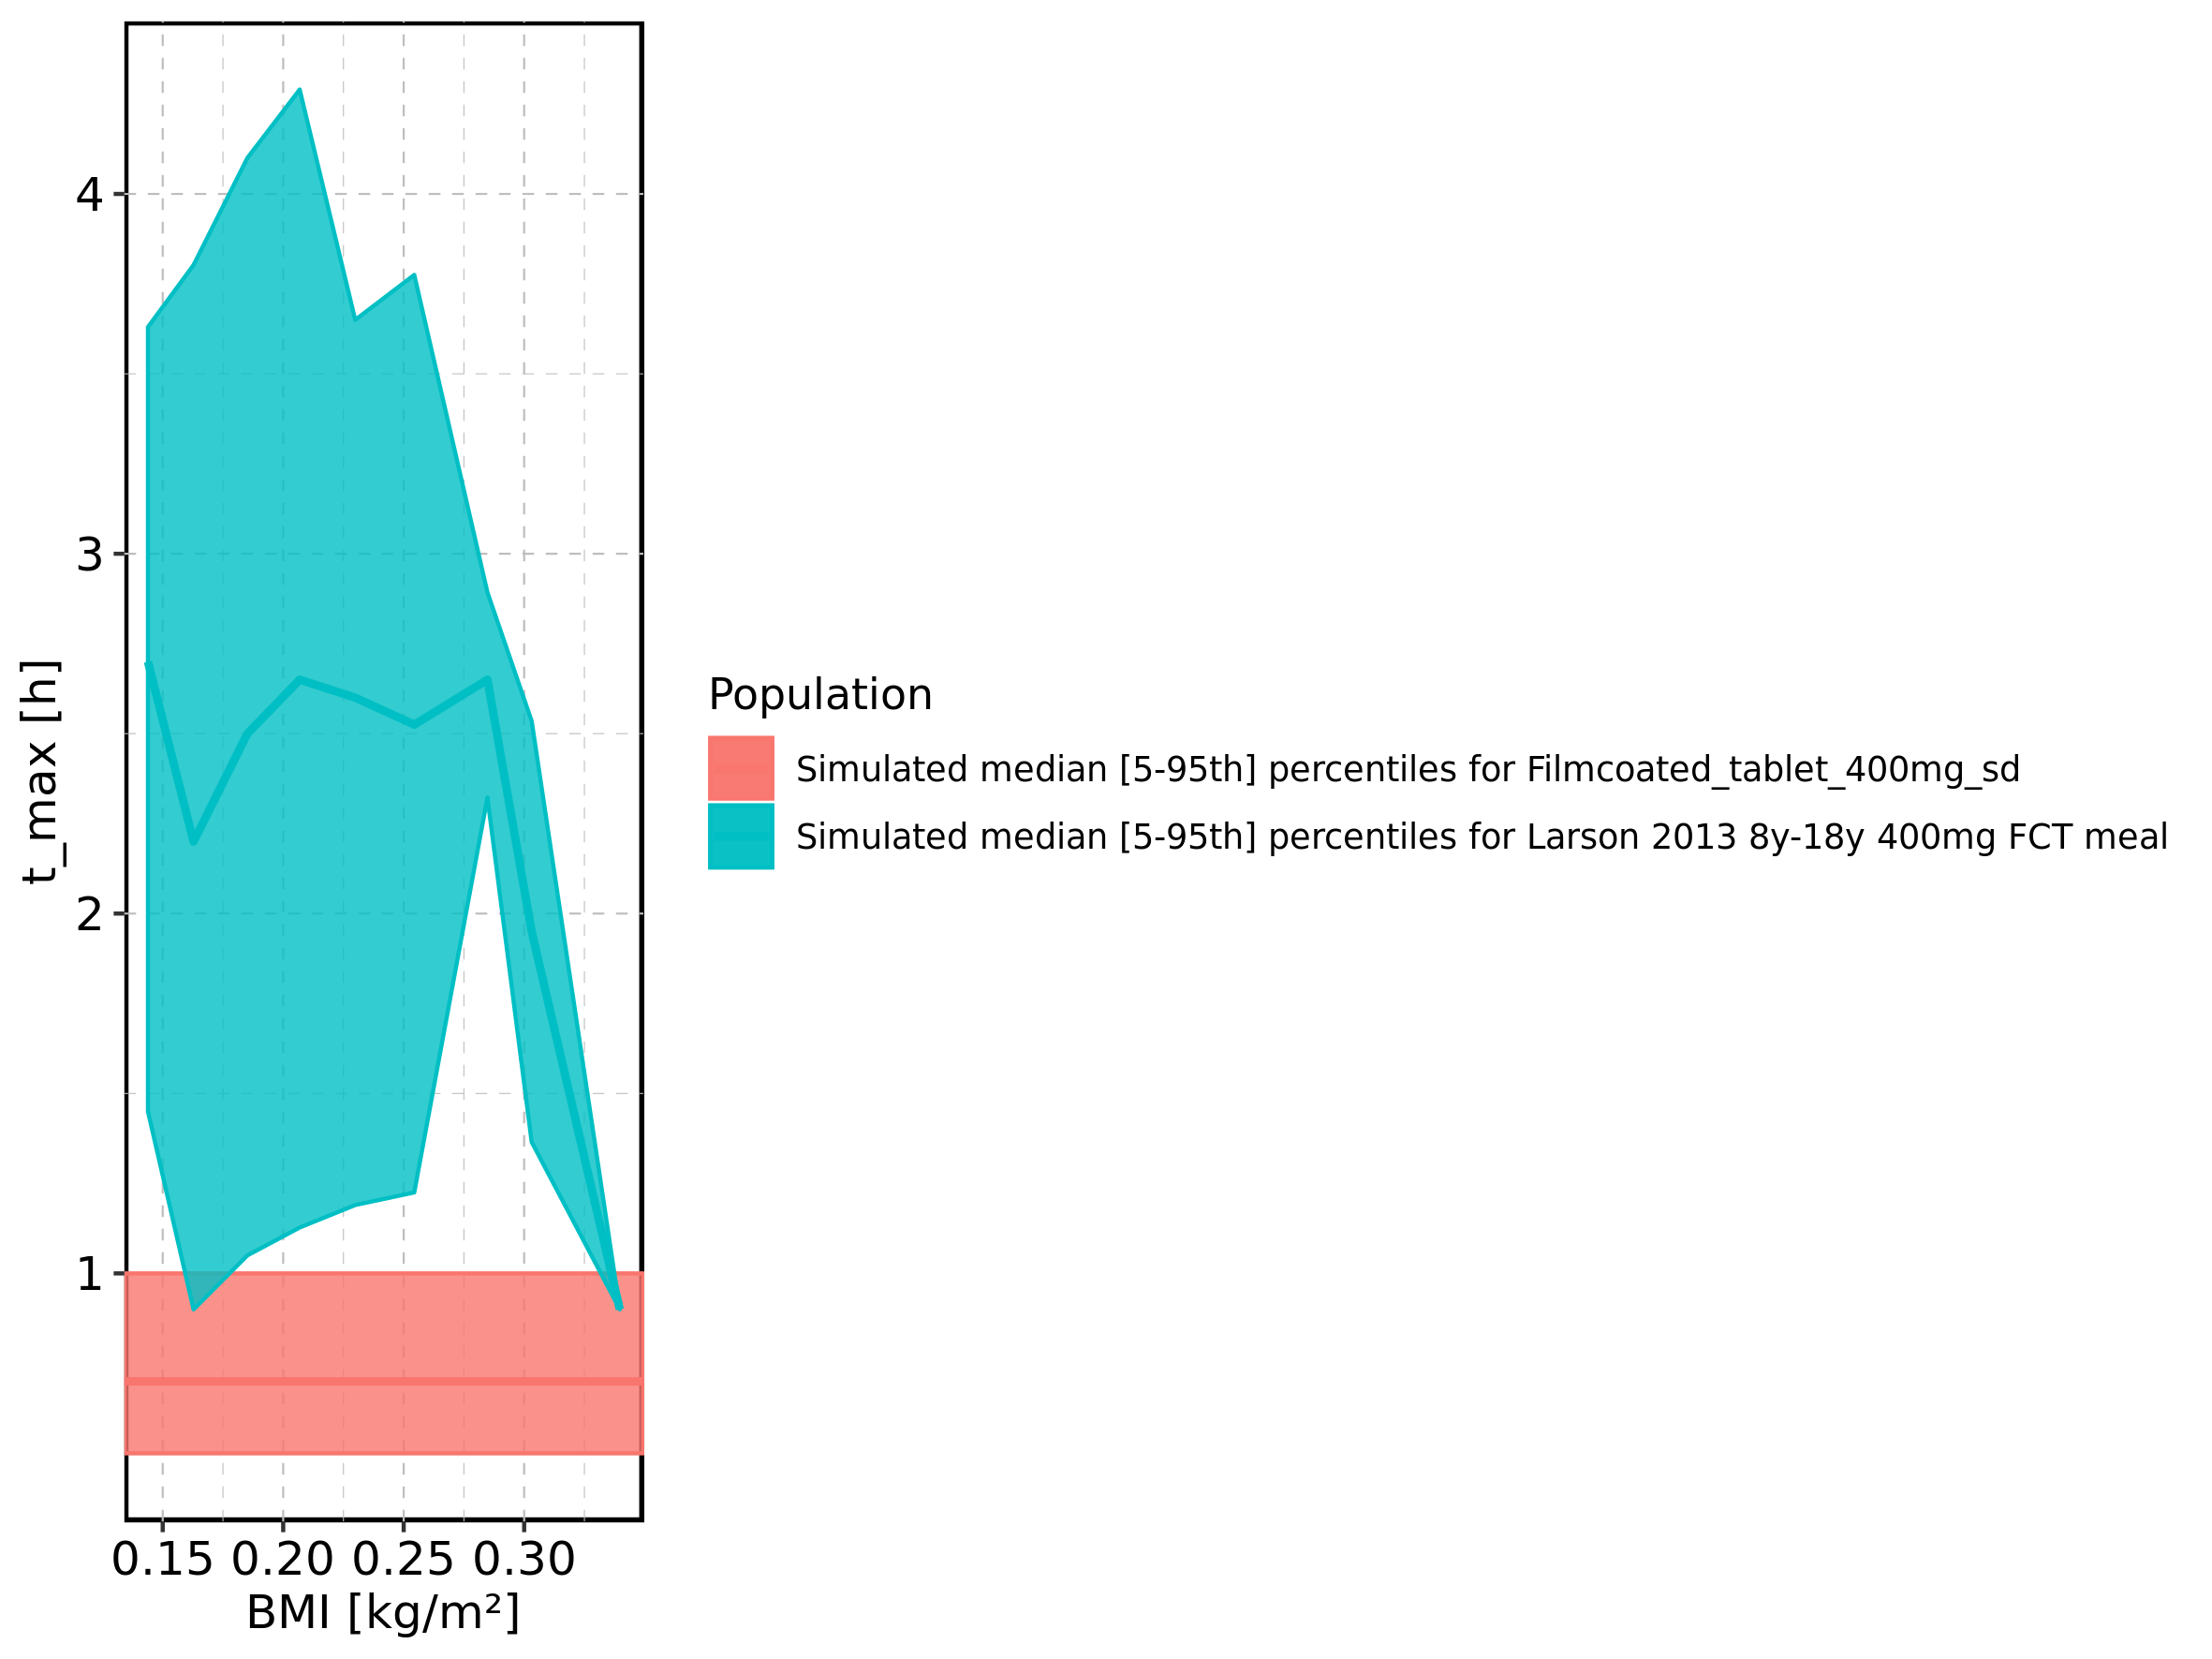 4
3
2
1
t_max [h]
0.15 0.20 0.25 0.30
BMI [kg/m²]
Population
Simulated median [5-95th] percentiles for Filmcoated_tablet_400mg_sd
Simulated median [5-95th] percentiles for Larson 2013 8y-18y 400mg FCT meal